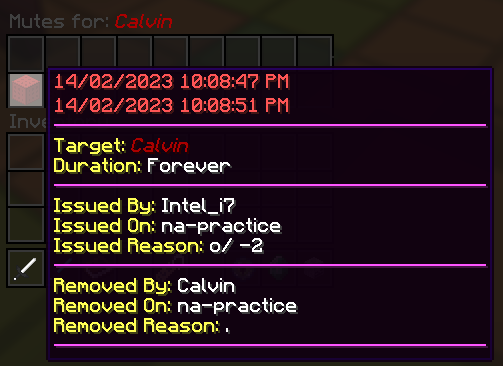 Mutes for: Calvin
14/02/2023 10:08:47 PM
14/02/2023 10:08:51 PM
Target: Calvin
Duration: Forever
Issued By: Intel_i7
Issued On: na-practice
Issued Reason: o/ -2
Removed By: Calvin
Removed On: na-practice
Removed Reason: .